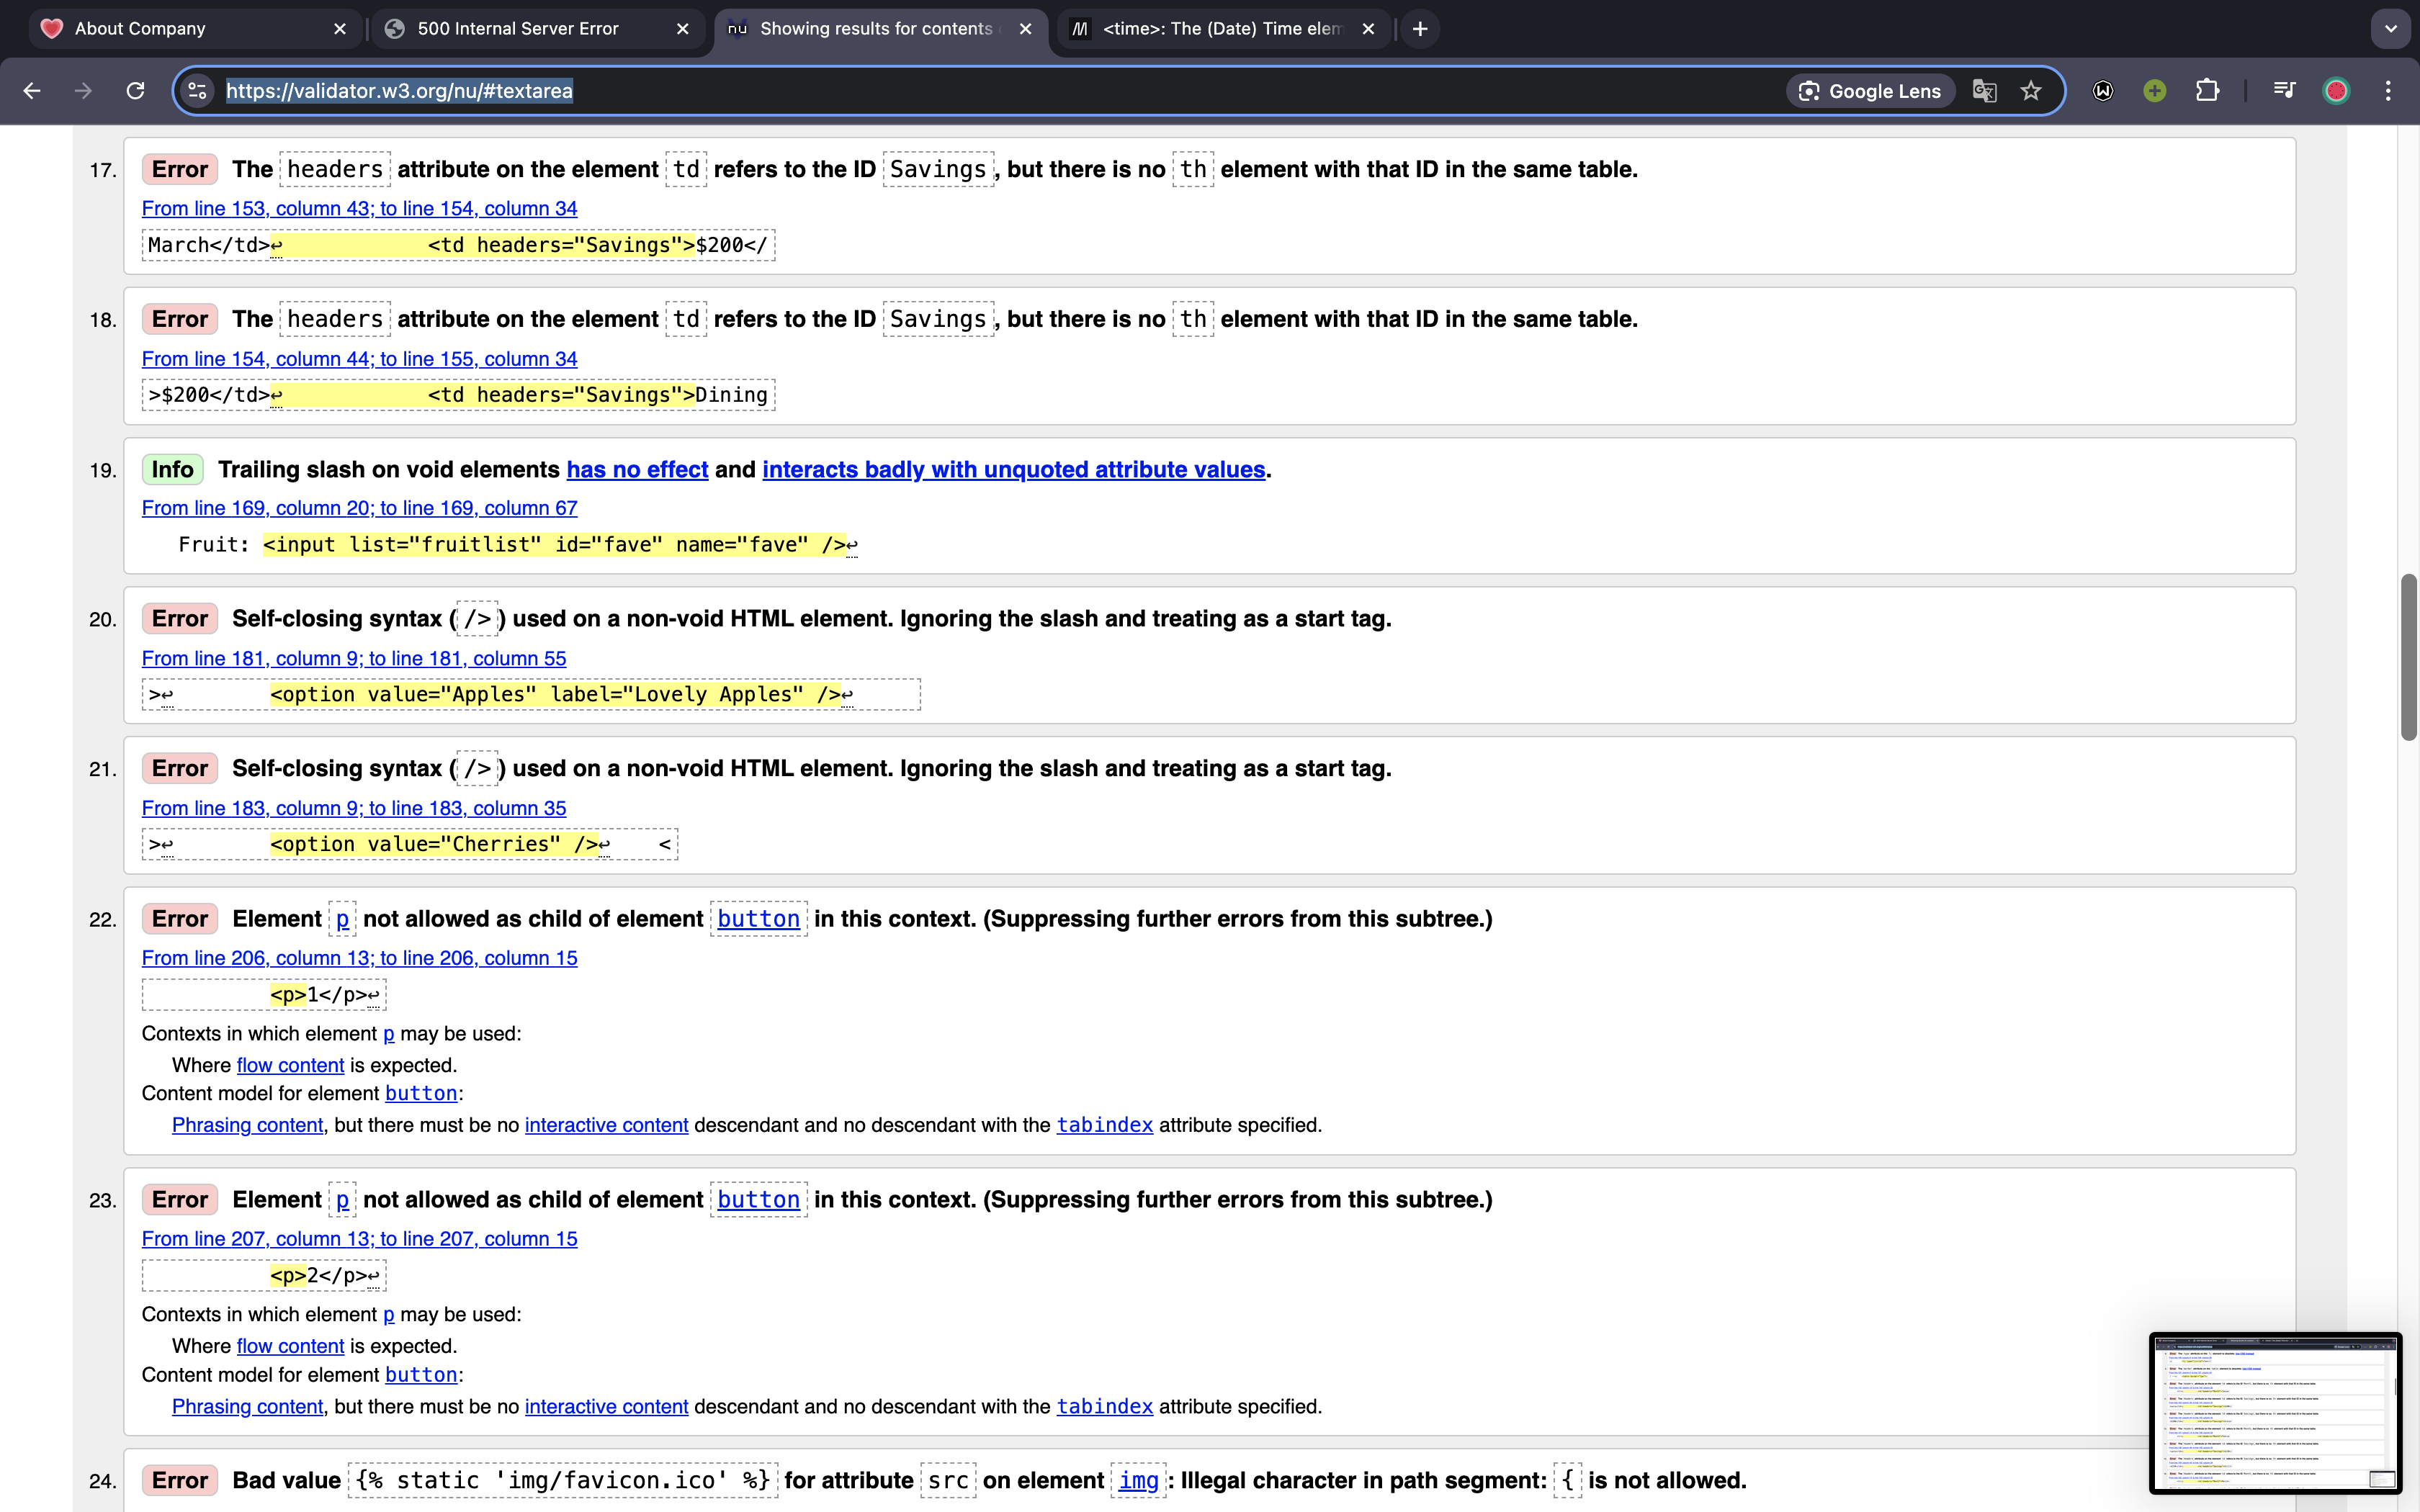 About Company
500 Internal Server Error
nu Showing results for contents
<time>: The (Date) Time elem
https://validator.w3.org/nu/#textarea
Google Lens
17. Error The headers attribute on the element td refers to the ID Savings, but there is no th element with that ID in the same table.
From line 153, column 43; to line 154, column 34
March</td>↩            <td headers="Savings">$200</
18. Error The headers attribute on the element td refers to the ID Savings, but there is no th element with that ID in the same table.
From line 154, column 44; to line 155, column 34
>$200</td>↩            <td headers="Savings">Dining
19. Info Trailing slash on void elements has no effect and interacts badly with unquoted attribute values.
From line 169, column 20; to line 169, column 67
Fruit: <input list="fruitlist" id="fave" name="fave" />↩
20. Error Self-closing syntax (/>) used on a non-void HTML element. Ignoring the slash and treating as a start tag.
From line 181, column 9; to line 181, column 55
>↩        <option value="Apples" label="Lovely Apples" />↩
21. Error Self-closing syntax (/>) used on a non-void HTML element. Ignoring the slash and treating as a start tag.
From line 183, column 9; to line 183, column 35
>↩        <option value="Cherries" />↩    <
22. Error Element p not allowed as child of element button in this context. (Suppressing further errors from this subtree.)
From line 206, column 13; to line 206, column 15
<p>1</p>↩
Contexts in which element p may be used:
Where flow content is expected.
Content model for element button:
Phrasing content, but there must be no interactive content descendant and no descendant with the tabindex attribute specified.
23. Error Element p not allowed as child of element button in this context. (Suppressing further errors from this subtree.)
From line 207, column 13; to line 207, column 15
<p>2</p>↩
Contexts in which element p may be used:
Where flow content is expected.
Content model for element button:
Phrasing content, but there must be no interactive content descendant and no descendant with the tabindex attribute specified.
24. Error Bad value {% static 'img/favicon.ico' %} for attribute src on element img: Illegal character in path segment: { is not allowed.